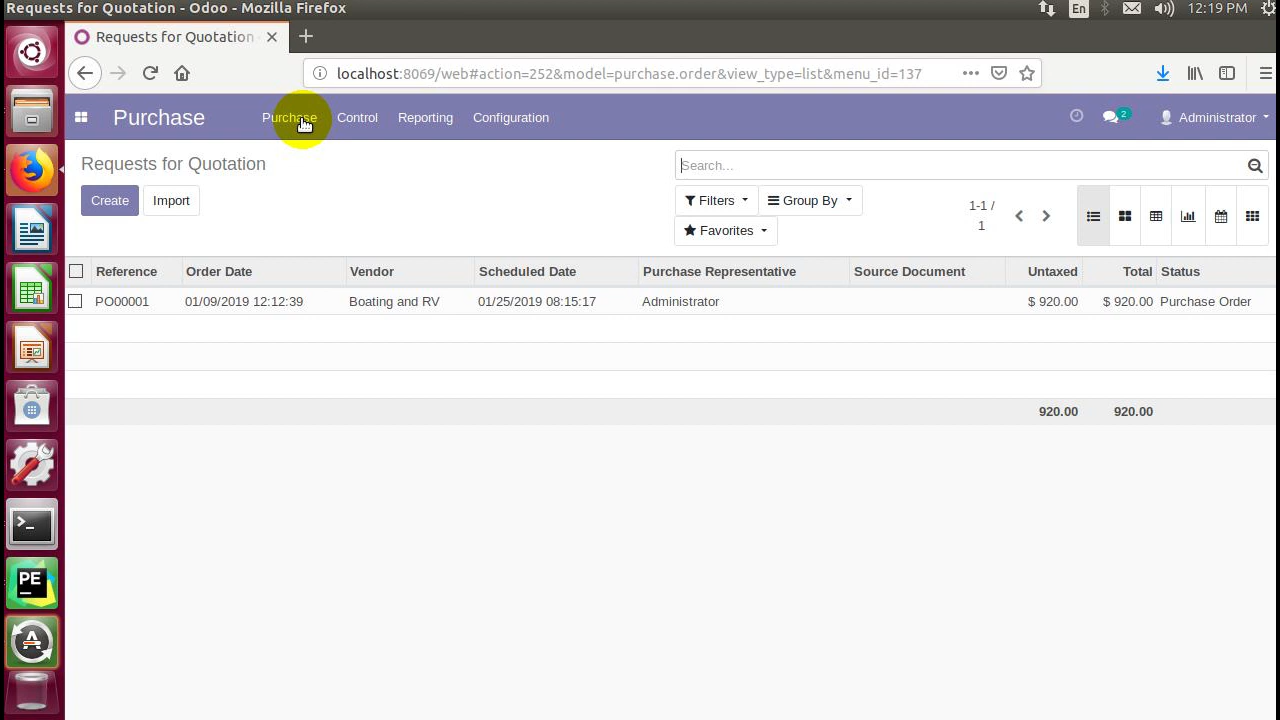 Requests for Quotation - Odoo - Mozilla Firefox
En
12:19 PM
Requests for Quotation
localhost:8069/web#action=252&model=purchase.order&view_type=list&menu_id=137
Purchase
Purchase Control Reporting Configuration
2
Administrator
Requests for Quotation
Search...
Create Import
Filters Group By
Favorites
1-1 /
1
Reference Order Date Vendor Scheduled Date Purchase Representative Source Document Untaxed Total Status
PO00001 01/09/2019 12:12:39 Boating and RV 01/25/2019 08:15:17 Administrator $ 920.00 $ 920.00 Purchase Order
920.00 920.00
>_
PE
A